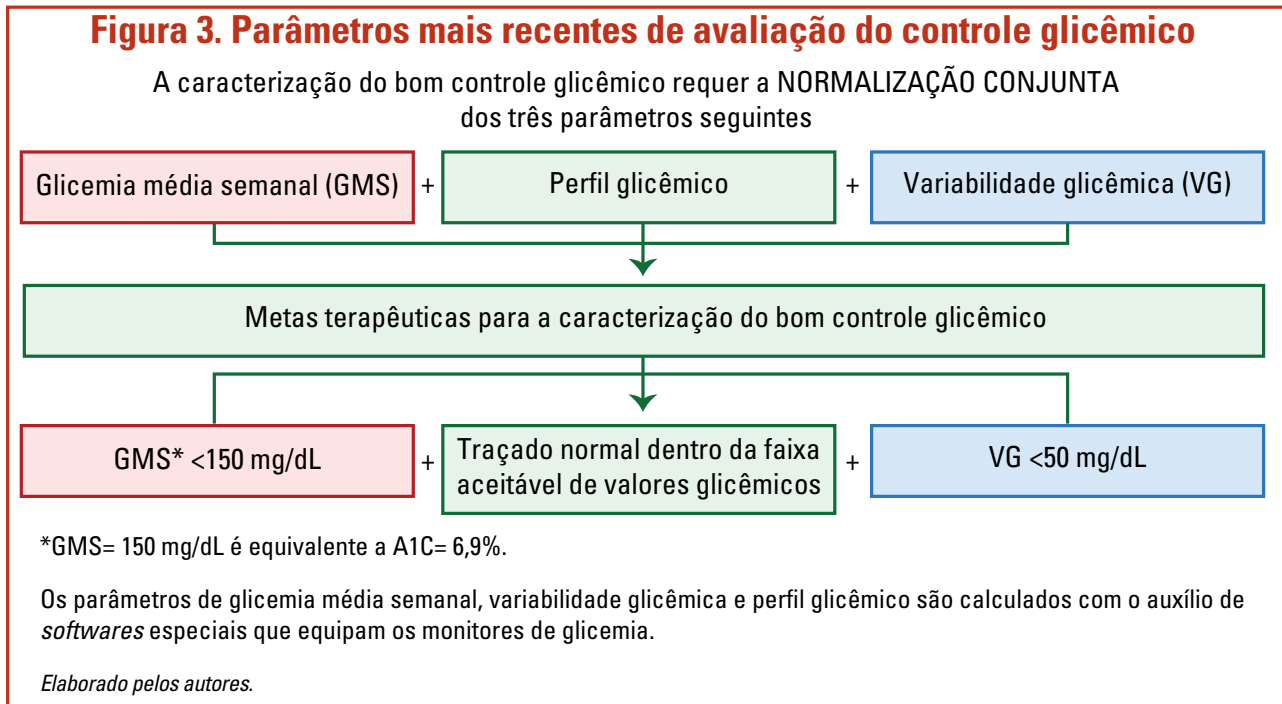 Figura 3. Parâmetros mais recentes de avaliação do controle glicêmico
A caracterização do bom controle glicêmico requer a NORMALIZAÇÃO CONJUNTA
dos três parâmetros seguintes
Glicemia média semanal (GMS) + Perfil glicêmico + Variabilidade glicêmica (VG)
Metas terapêuticas para a caracterização do bom controle glicêmico
GMS* <150 mg/dL + Traçado normal dentro da faixa
aceitável de valores glicêmicos + VG <50 mg/dL
*GMS= 150 mg/dL é equivalente a A1C= 6,9%.
Os parâmetros de glicemia média semanal, variabilidade glicêmica e perfil glicêmico são calculados com o auxílio de
softwares especiais que equipam os monitores de glicemia.
Elaborado pelos autores.